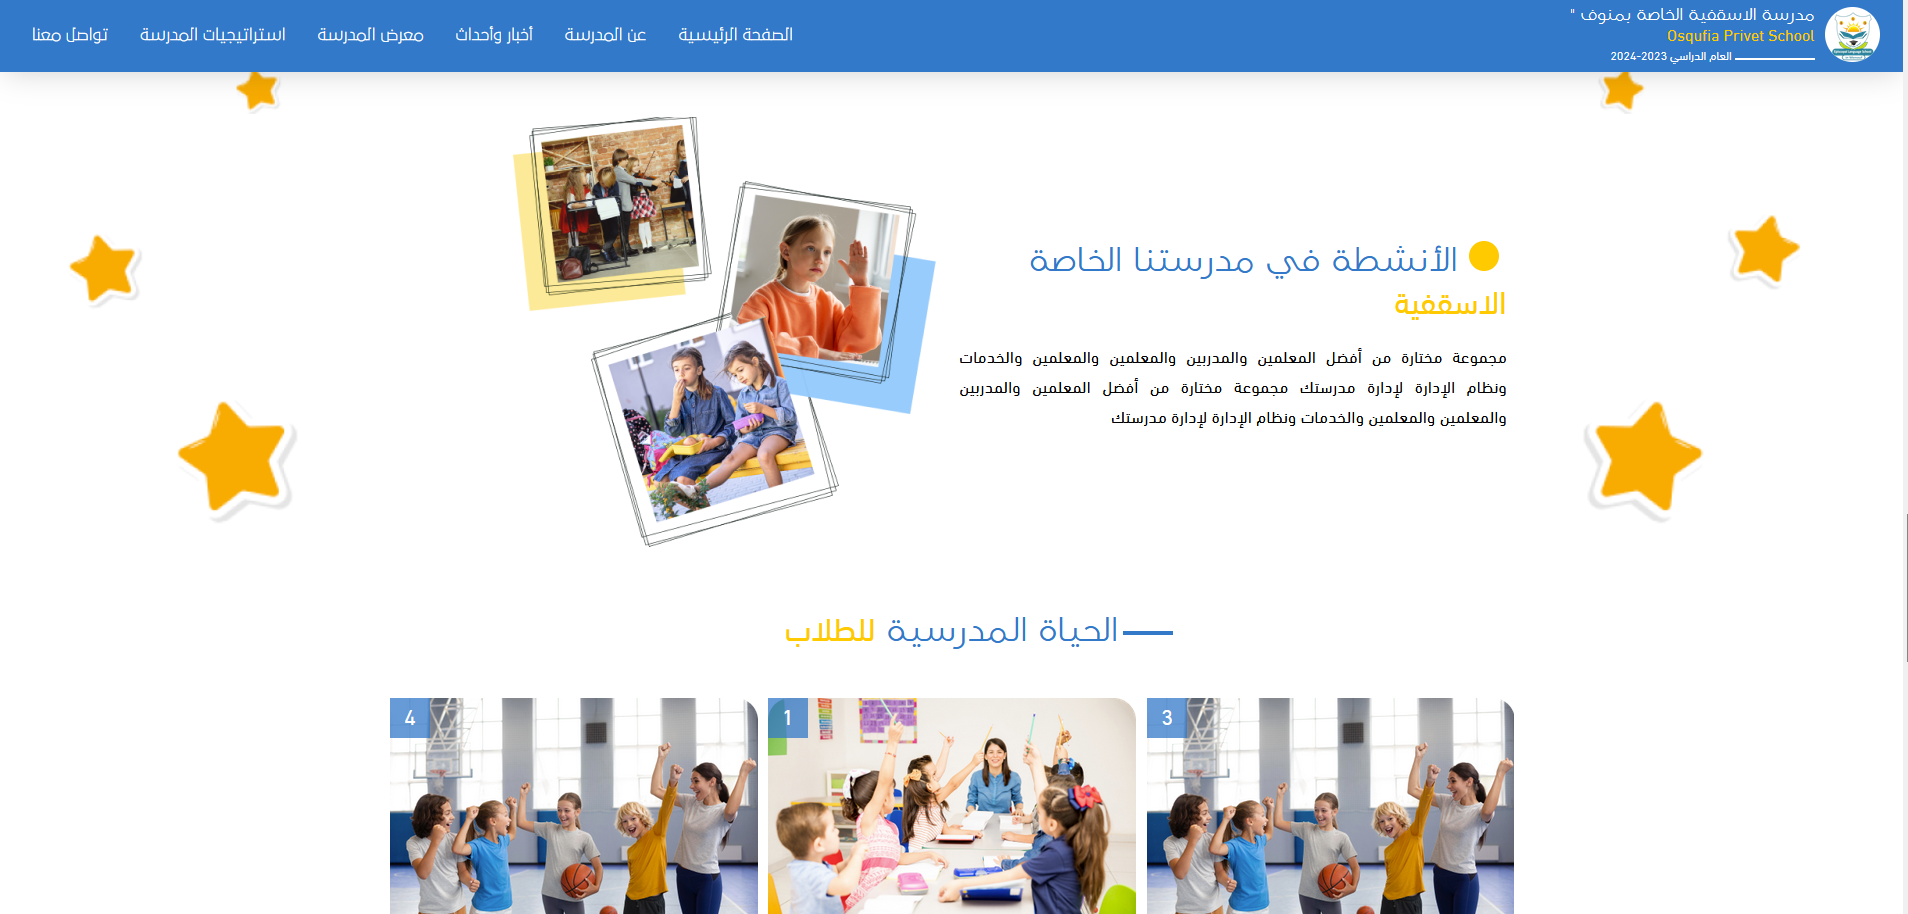 مدرسة الاسقفية الخاصة بمنوف "
Osqufia Privet School
العام الدراسي 2023-2024
الصفحة الرئيسية
عن المدرسة
أخبار وأحداث
معرض المدرسة
استراتيجيات المدرسة
تواصل معنا
الأنشطة في مدرستنا الخاصة
الاسقفية
مجموعة مختارة من أفضل المعلمين والمدربين والمعلمين والمعلمين والخدمات
ونظام الإدارة لإدارة مدرستك مجموعة مختارة من أفضل المعلمين والمدربين
والمعلمين والمعلمين والخدمات ونظام الإدارة لإدارة مدرستك
الحياة المدرسية للطلاب
3
1
4